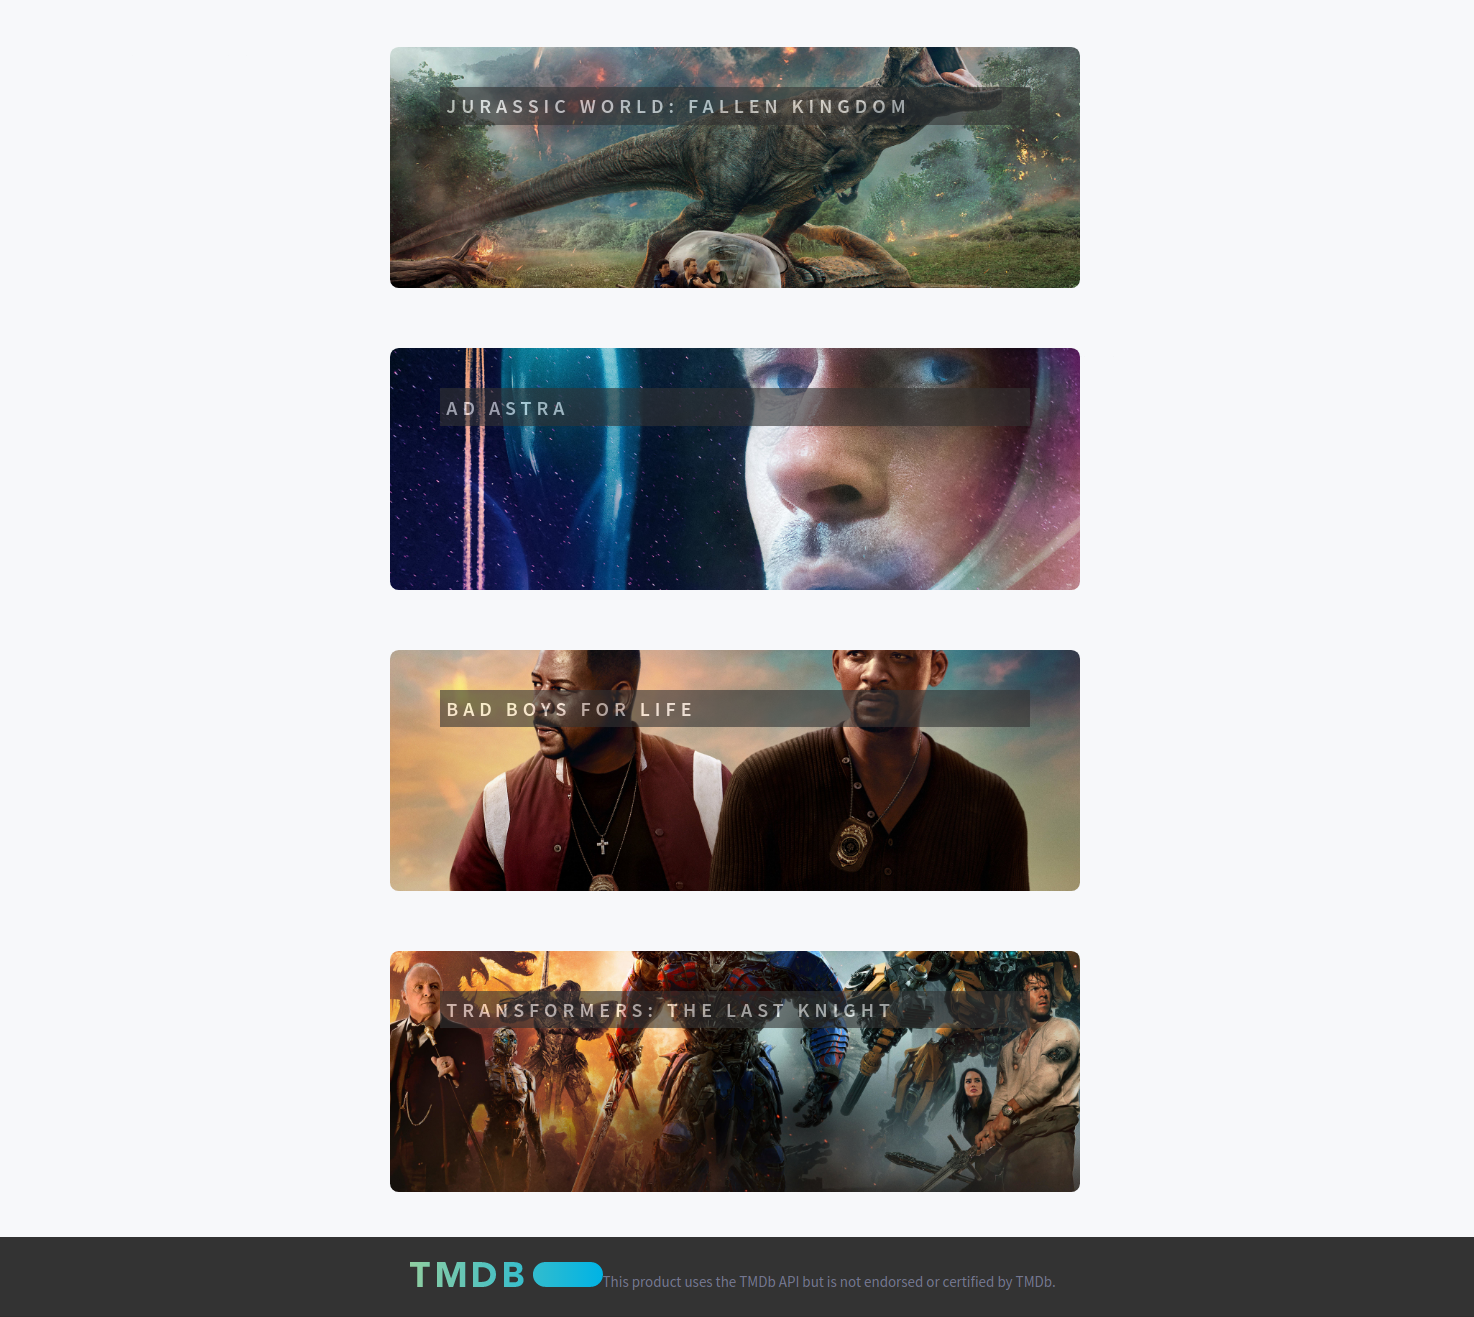 JURASSIC WORLD: FALLEN KINGDOM
AD ASTRA
BAD BOYS FOR LIFE
TRANSFORMERS: THE LAST KNIGHT
TMDB This product uses the TMDb API but is not endorsed or certified by TMDb.